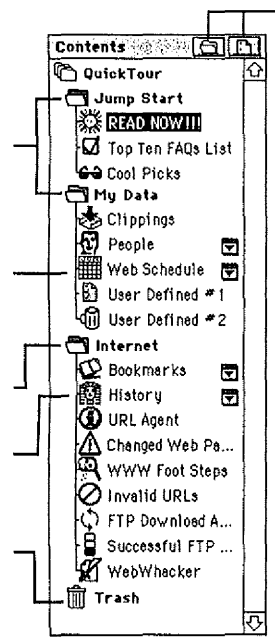 Contents
QuickTour
Jump Start
READ NOW!!!
Top Ten FAQs List
Cool Picks
My Data
Clippings
People
Web Schedule
User Defined #1
User Defined #2
Internet
Bookmarks
History
URL Agent
Changed Web Pa...
WWW Foot Steps
Invalid URLs
FTP Download A...
Successful FTP ...
WebWhacker
Trash